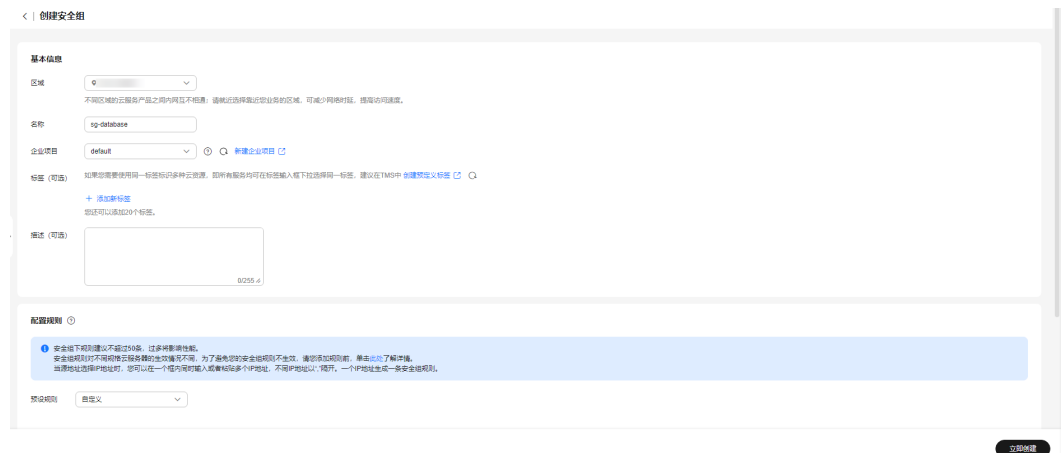 创建安全组
基本信息
区域
不同区域的云服务产品之间内网互不相通；请就近选择靠近您业务的区域，可减少网络时延，提高访问速度。
名称 sg-database
企业项目 default 新建企业项目
标签（可选） 如果您需要使用同一标签标识多种云资源，即所有服务均可在标签输入框下拉选择同一标签，建议在TMS中 创建预定义标签
+ 添加新标签
您还可以添加20个标签。
描述（可选）
0/255
配置规则
安全组下规则建议不超过50条，过多将影响性能。
安全组规则对不同规格云服务器的生效情况不同，为了避免您的安全组规则不生效，请您添加规则前，单击此处了解详情。
当源地址选择IP地址时，您可以在一个框内同时输入或者粘贴多个IP地址，不同IP地址以","隔开。一个IP地址生成一条安全组规则。
预设规则 自定义
立即创建